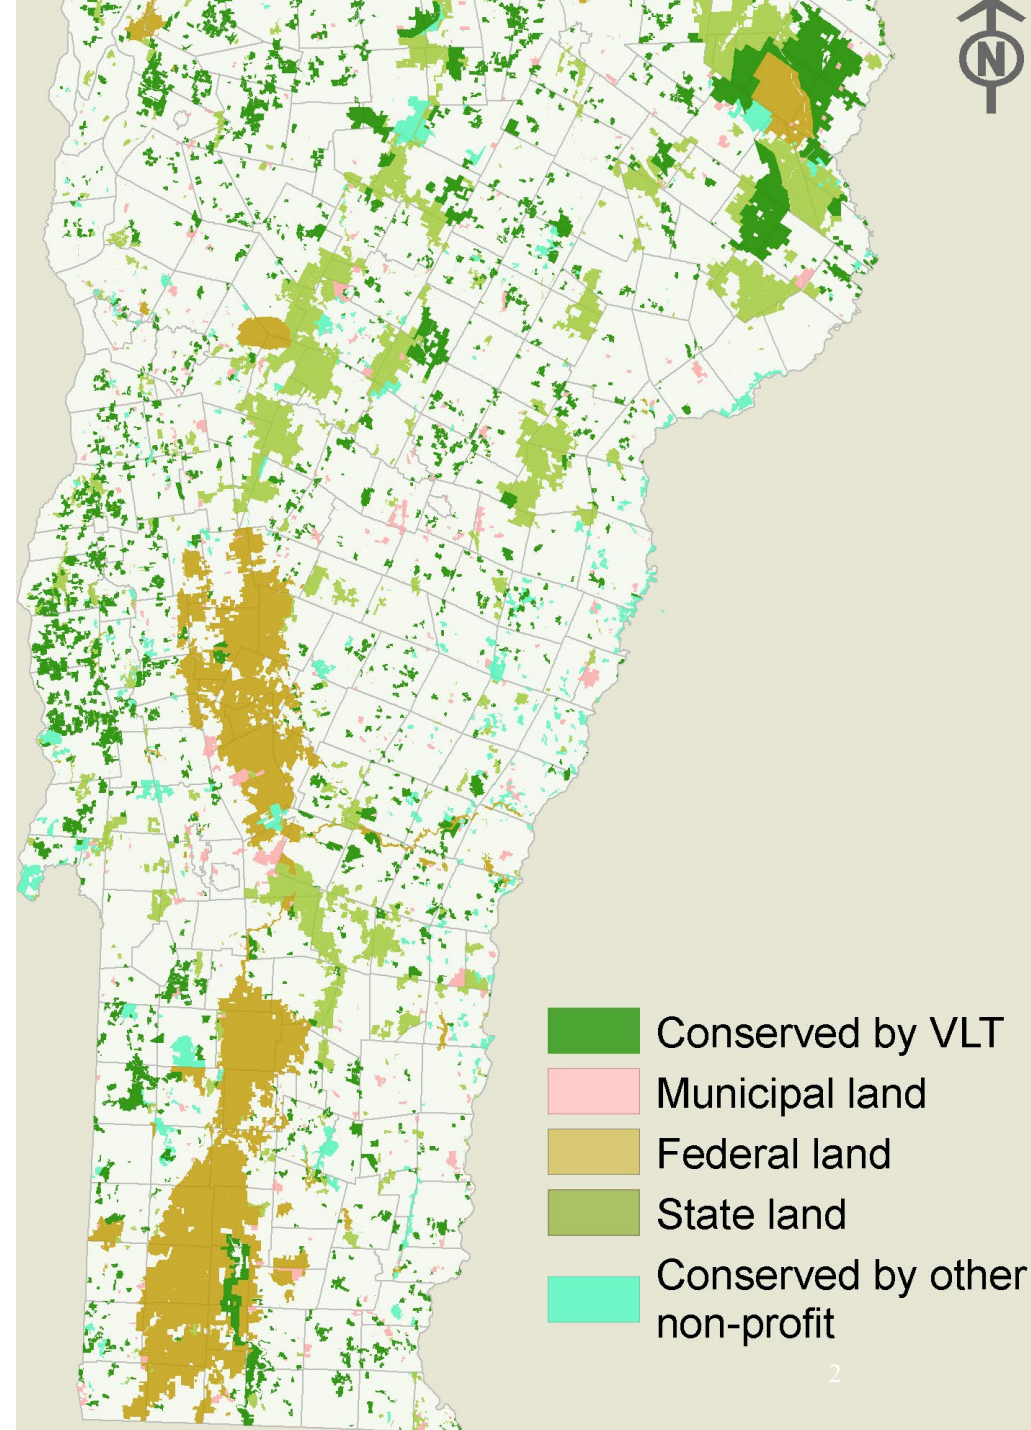 N
Conserved by VLT
Municipal land
Federal land
State land
Conserved by other
non-profit
2